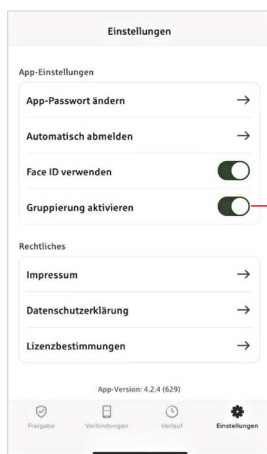 Einstellungen
App-Einstellungen
App-Passwort ändern
Automatisch abmelden
Face ID verwenden
Gruppierung aktivieren
Rechtliches
Impressum
Datenschutzerklärung
Lizenzbestimmungen
App-Version: 4.2.4 (629)
Freigabe Verbindungen Verlauf Einstellungen